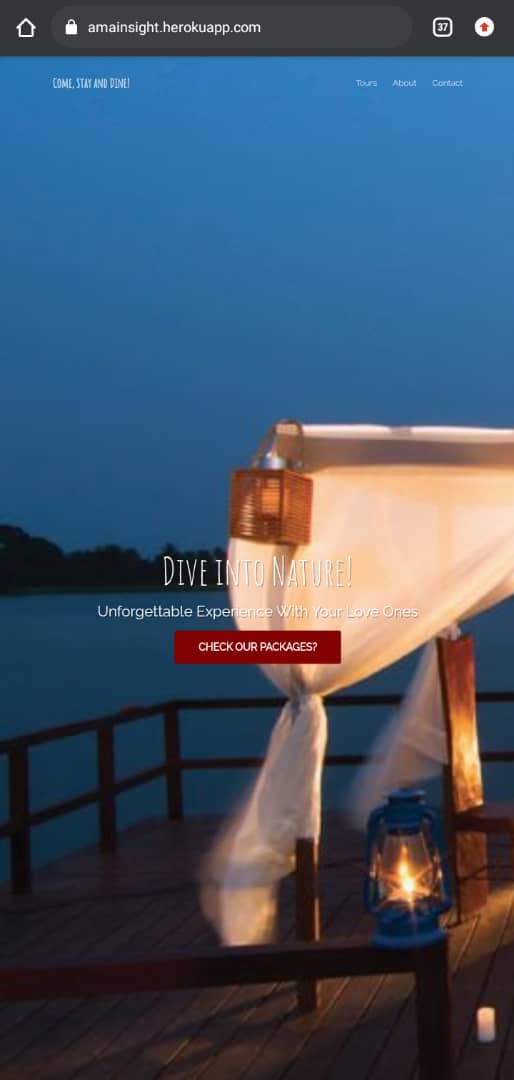 amainsight.herokuapp.com
37
Come, Stay and Dine!
Tours About Contact
Dive into Nature!
Unforgettable Experience With Your Love Ones
CHECK OUR PACKAGES?